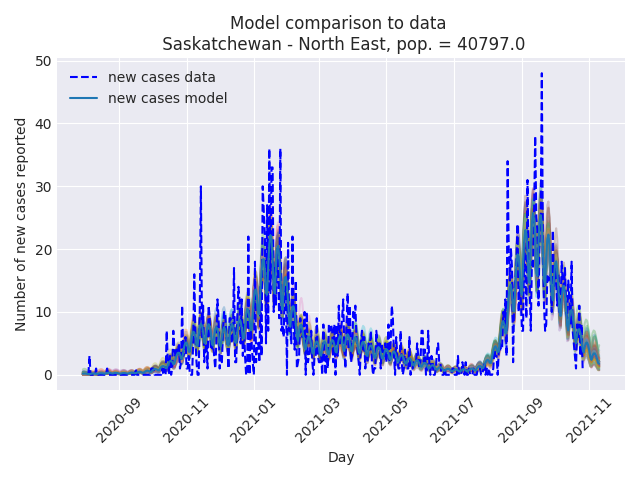 Model comparison to data
Saskatchewan - North East, pop. = 40797.0
new cases data
new cases model
Number of new cases reported
50
40
30
20
10
0
2020-09
2020-11
2021-01
2021-03
2021-05
2021-07
2021-09
2021-11
Day